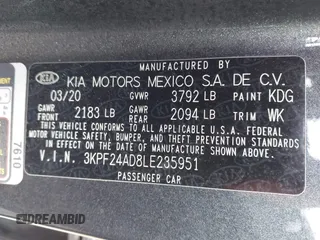 MANUFACTURED BY
KIA KIA MOTORS MEXICO S.A. DE C.V.
03/20 GVWR 3792 LB PAINT KDG
GAWR FRONT 2183 LB GAWR REAR 2094 LB TRIM WK
THIS VEHICLE CONFORMS TO ALL APPLICABLE U.S.A. FEDERAL
MOTOR VEHICLE SAFETY, BUMPER, AND THEFT PREVENTION
STANDARDS IN EFFECT ON THE DATE OF MANUFACTURE
SHOWN ABOVE.
V.I.N. 3KPF24AD8LE235951
PASSENGER CAR
7610
© DREAMBID